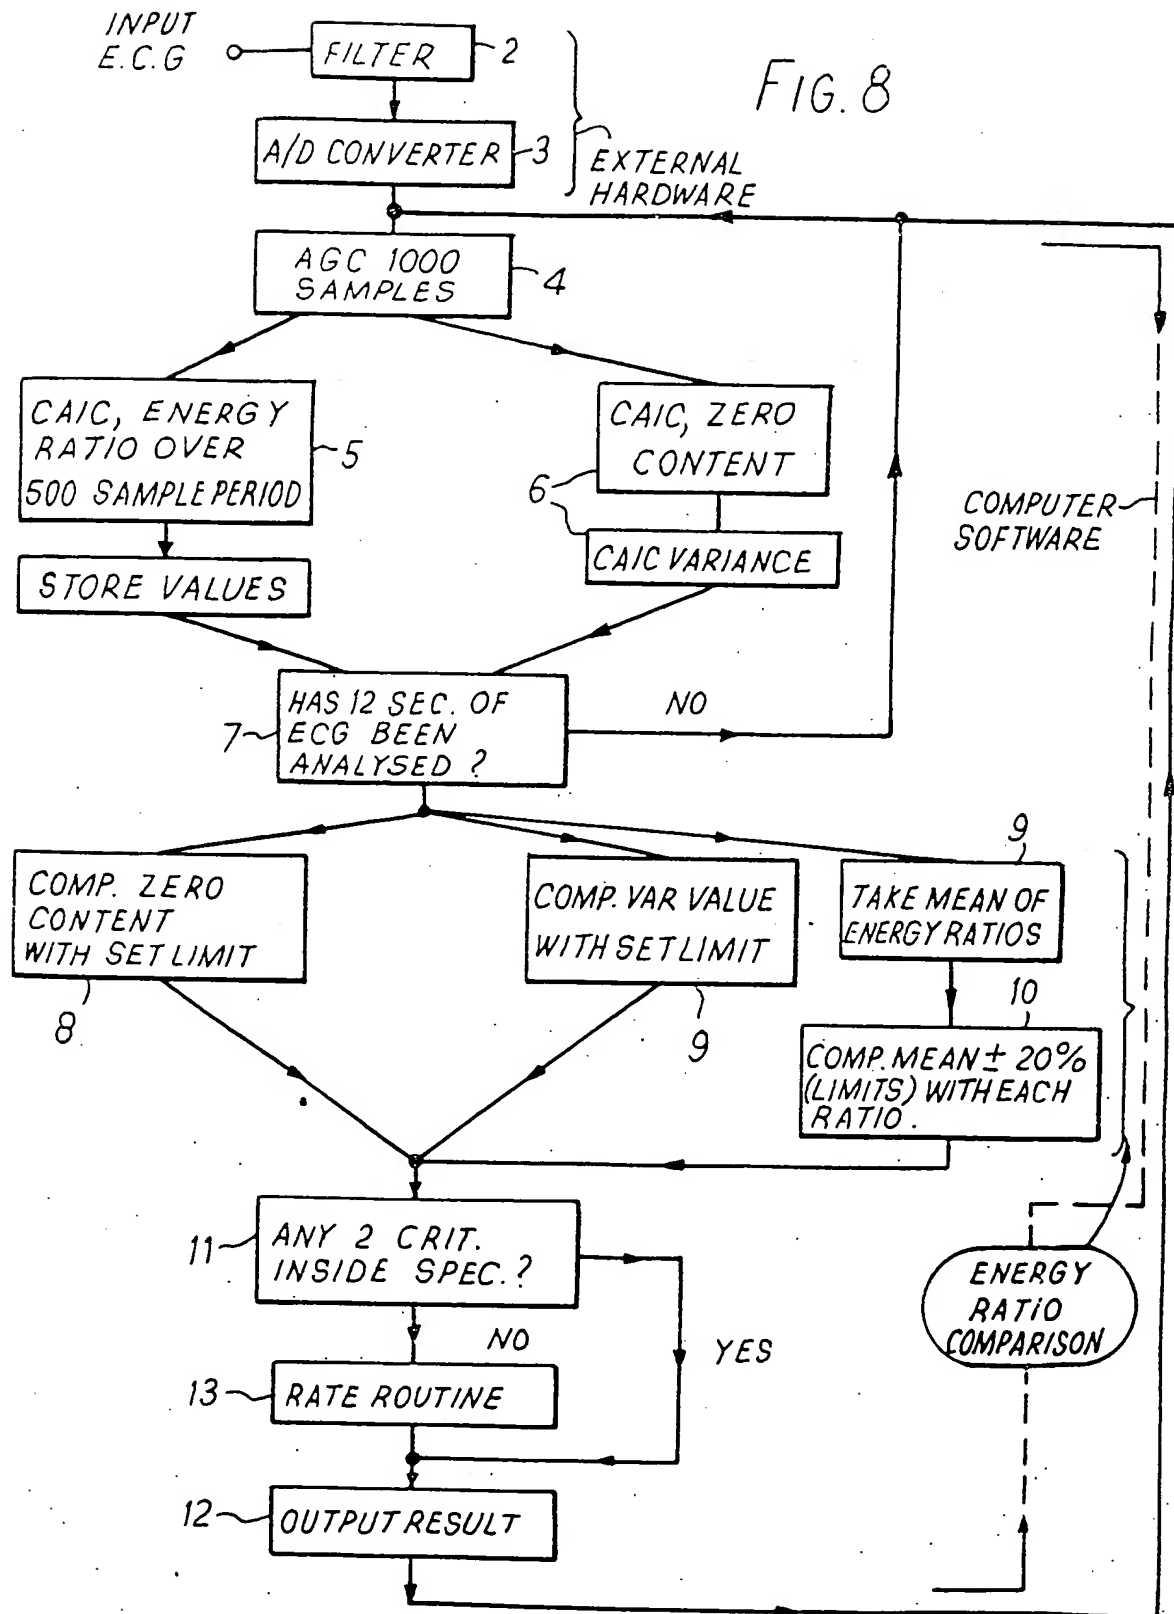 INPUT
E.C.G
FILTER
2
FIG. 8
A/D CONVERTER
3
EXTERNAL
HARDWARE
AGC 1000
SAMPLES
4
CAIC, ENERGY
RATIO OVER
500 SAMPLE PERIOD
5
CAIC, ZERO
CONTENT
6
COMPUTER
SOFTWARE
STORE VALUES
CAIC VARIANCE
HAS 12 SEC. OF
ECG BEEN
ANALYSED ?
7
NO
COMP. ZERO
CONTENT
WITH SET LIMIT
8
COMP. VAR VALUE
WITH SET LIMIT
9
9
TAKE MEAN OF
ENERGY RATIOS
10
COMP. MEAN ± 20%
(LIMITS) WITH EACH
RATIO.
11
ANY 2 CRIT.
INSIDE SPEC. ?
NO
YES
ENERGY
RATIO
COMPARISON
13
RATE ROUTINE
12
OUTPUT RESULT